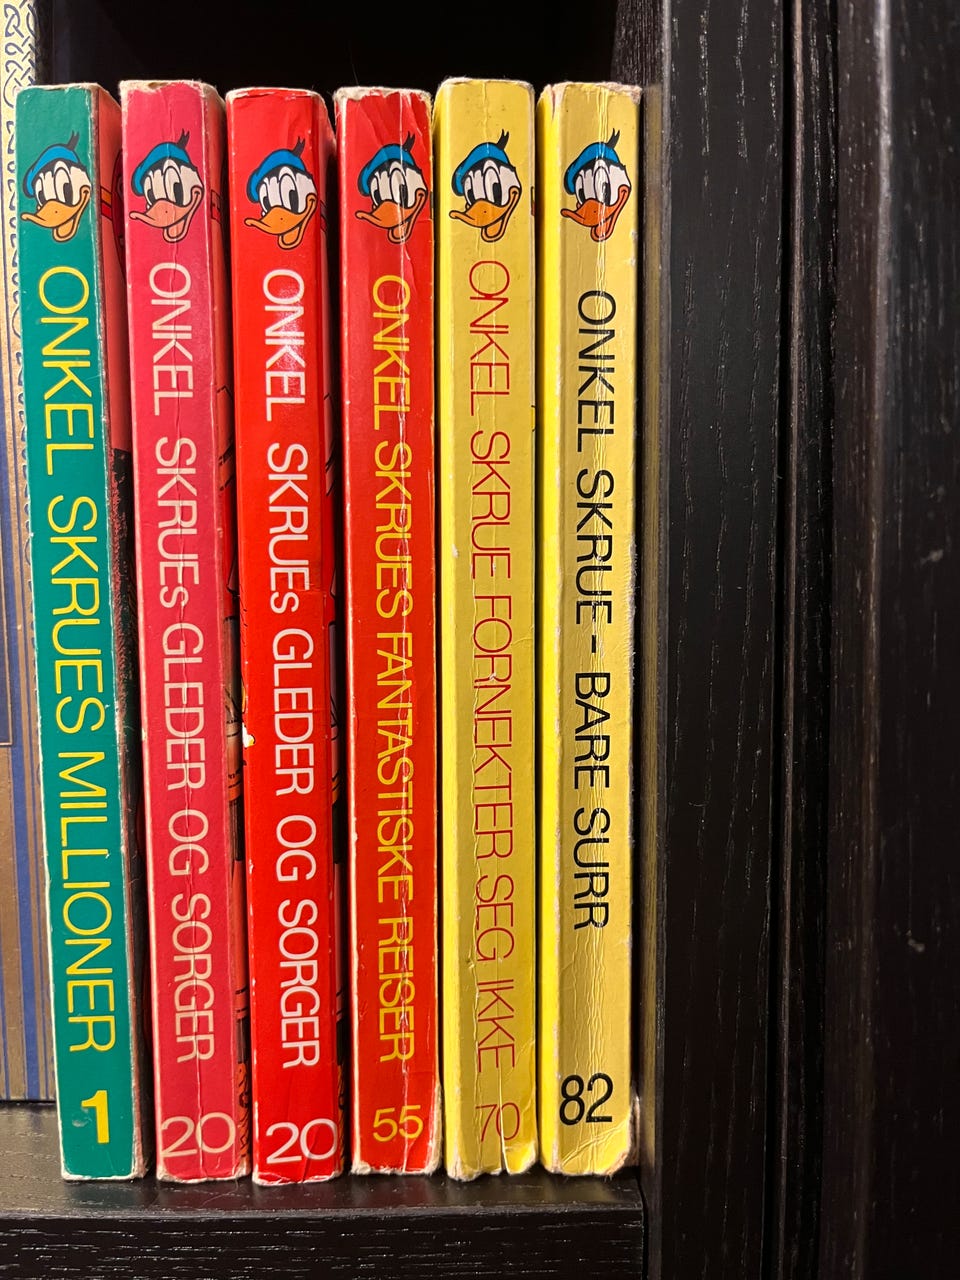 ONKEL SKRUES MILLIONER
1
ONKEL SKRUEs GLEDER OG SORGER
20
ONKEL SKRUEs GLEDER OG SORGER
20
ONKEL SKRUES FANTASTISKE REISER
55
ONKEL SKRUE FORNEKTER SEG IKKE
70
ONKEL SKRUE - BARE SURR
82